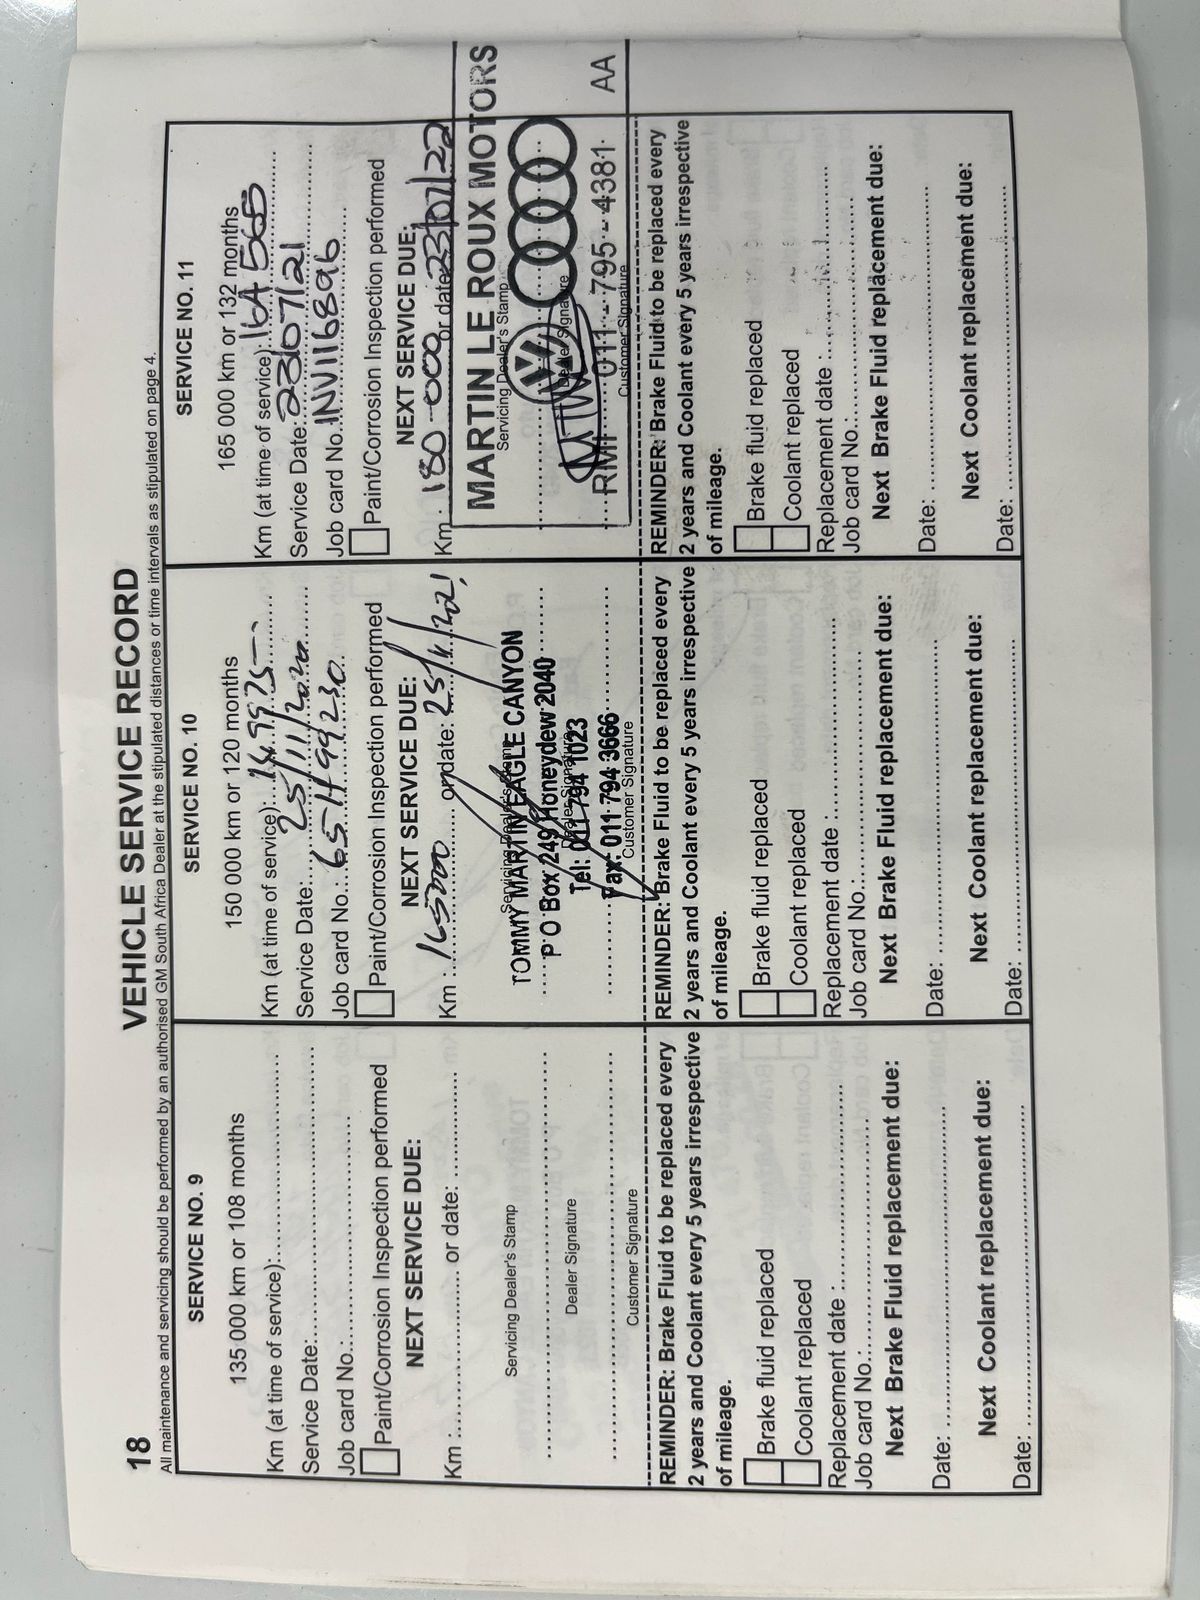 18
VEHICLE SERVICE RECORD
All maintenance and servicing should be performed by an authorised GM South Africa Dealer at the stipulated distances or time intervals as stipulated on page 4.
SERVICE NO. 9
135 000 km or 108 months
Km (at time of service):
Service Date:
Job card No.:
Paint/Corrosion Inspection performed
NEXT SERVICE DUE:
Km : or date:
Servicing Dealer's Stamp
Dealer Signature
Customer Signature
REMINDER: Brake Fluid to be replaced every
2 years and Coolant every 5 years irrespective
of mileage.
Brake fluid replaced
Coolant replaced
Replacement date :
Job card No.:
Next Brake Fluid replacement due:
Date:
Next Coolant replacement due:
Date:
SERVICE NO. 10
150 000 km or 120 months
Km (at time of service): 149975
Service Date: 25/11/2020
Job card No.: 65H99230
Paint/Corrosion Inspection performed
NEXT SERVICE DUE:
Km : 165000 or date: 25/11/2021
Servicing Dealer's Stamp
TOMMY MARTIN EAGLE CANYON
P O Box 249 Honeydew 2040
Dealer Signature
Tel: 011 794 1023
Fax: 011 794 3666
Customer Signature
REMINDER: Brake Fluid to be replaced every
2 years and Coolant every 5 years irrespective
of mileage.
Brake fluid replaced
Coolant replaced
Replacement date :
Job card No.:
Next Brake Fluid replacement due:
Date:
Next Coolant replacement due:
Date:
SERVICE NO. 11
165 000 km or 132 months
Km (at time of service): 164 565
Service Date: 23/07/21
Job card No.: INV116896
Paint/Corrosion Inspection performed
NEXT SERVICE DUE:
Km : 180 000 or date: 23/07/22
MARTIN LE ROUX MOTORS
Servicing Dealer's Stamp
Dealer Signature
RMI 011 - 795 - 4381 AA
Customer Signature
REMINDER: Brake Fluid to be replaced every
2 years and Coolant every 5 years irrespective
of mileage.
Brake fluid replaced
Coolant replaced
Replacement date :
Job card No.:
Next Brake Fluid replacement due:
Date:
Next Coolant replacement due:
Date: